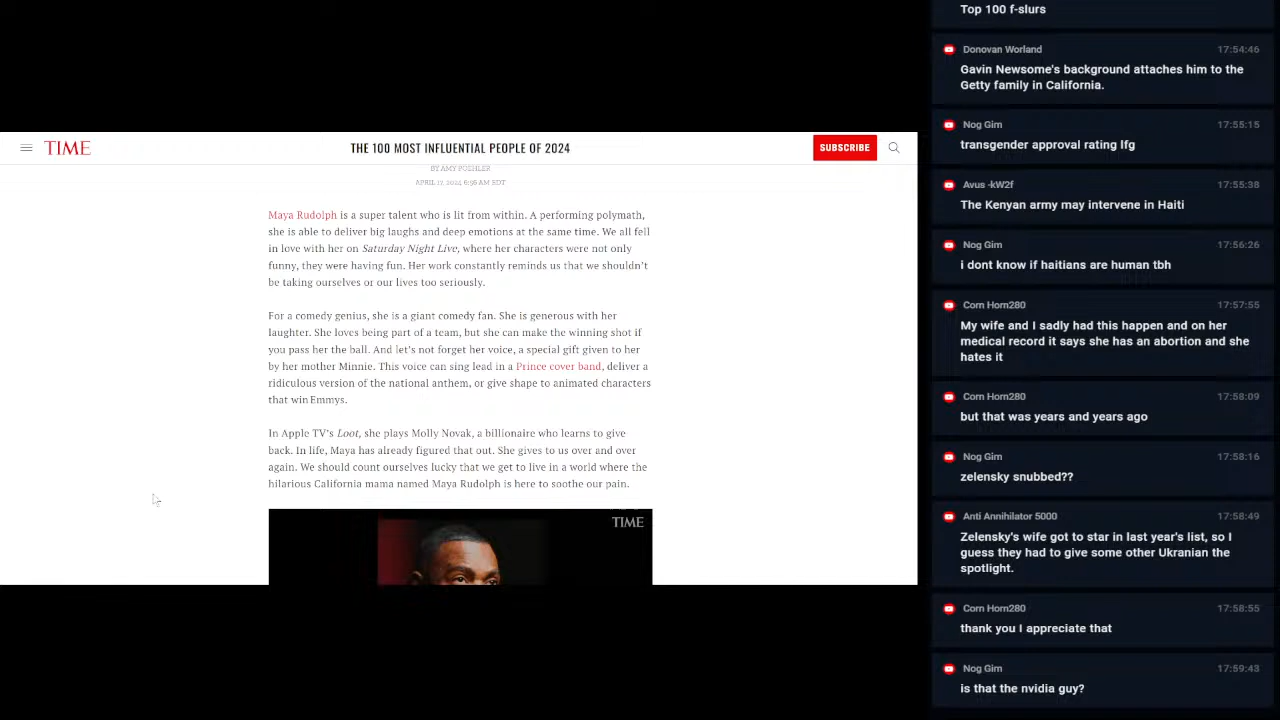 TIME
THE 100 MOST INFLUENTIAL PEOPLE OF 2024
SUBSCRIBE
BY AMY POEHLER
APRIL 17, 2024 6:56 AM EDT
Maya Rudolph is a super talent who is lit from within. A performing polymath,
she is able to deliver big laughs and deep emotions at the same time. We all fell
in love with her on Saturday Night Live, where her characters were not only
funny, they were having fun. Her work constantly reminds us that we shouldn't
be taking ourselves or our lives too seriously.
For a comedy genius, she is a giant comedy fan. She is generous with her
laughter. She loves being part of a team, but she can make the winning shot if
you pass her the ball. And let's not forget her voice, a special gift given to her
by her mother Minnie. This voice can sing lead in a Prince cover band, deliver a
ridiculous version of the national anthem, or give shape to animated characters
that win Emmys.
In Apple TV's Loot, she plays Molly Novak, a billionaire who learns to give
back. In life, Maya has already figured that out. She gives to us over and over
again. We should count ourselves lucky that we get to live in a world where the
hilarious California mama named Maya Rudolph is here to soothe our pain.
TIME
Top 100 f-slurs
Donovan Worland 17:54:46
Gavin Newsome's background attaches him to the
Getty family in California.
Nog Gim 17:55:15
transgender approval rating lfg
Avus -kW2f 17:55:38
The Kenyan army may intervene in Haiti
Nog Gim 17:56:26
i dont know if haitians are human tbh
Corn Horn280 17:57:55
My wife and I sadly had this happen and on her
medical record it says she has an abortion and she
hates it
Corn Horn280 17:58:09
but that was years and years ago
Nog Gim 17:58:16
zelensky snubbed??
Anti Annihilator 5000 17:58:49
Zelensky's wife got to star in last year's list, so I
guess they had to give some other Ukranian the
spotlight.
Corn Horn280 17:58:55
thank you I appreciate that
Nog Gim 17:59:43
is that the nvidia guy?